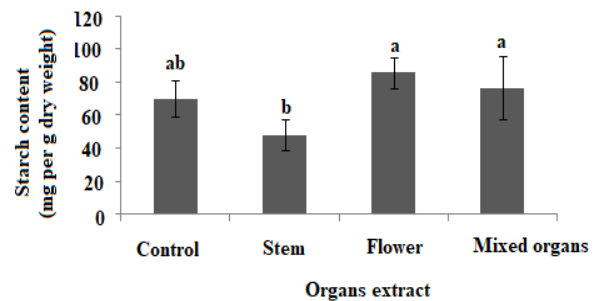 Starch content
(mg per g dry weight)
120
100
80
60
40
20
0
ab
b
a
a
Control
Stem
Flower
Mixed organs
Organs extract